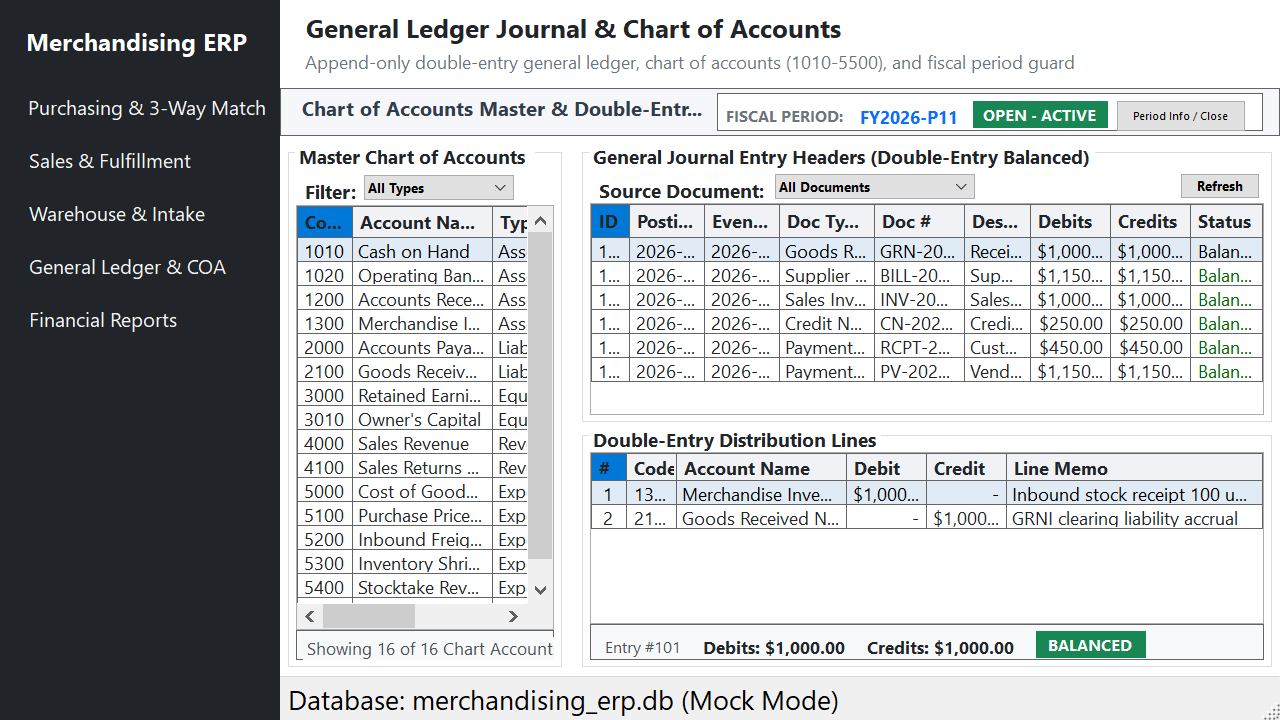 Merchandising ERP
Purchasing & 3-Way Match
Sales & Fulfillment
Warehouse & Intake
General Ledger & COA
Financial Reports
General Ledger Journal & Chart of Accounts
Append-only double-entry general ledger, chart of accounts (1010-5500), and fiscal period guard
Chart of Accounts Master & Double-Entr...
FISCAL PERIOD: FY2026-P11 OPEN - ACTIVE Period Info / Close
Master Chart of Accounts
Filter: All Types
Co... Account Na... Typ
1010 Cash on Hand Ass
1020 Operating Ban... Ass
1200 Accounts Rece... Ass
1300 Merchandise I... Ass
2000 Accounts Paya... Liab
2100 Goods Receiv... Liab
3000 Retained Earni... Equ
3010 Owner's Capital Equ
4000 Sales Revenue Rev
4100 Sales Returns ... Rev
5000 Cost of Good... Exp
5100 Purchase Price... Exp
5200 Inbound Freig... Exp
5300 Inventory Shri... Exp
5400 Stocktake Rev... Exp
Showing 16 of 16 Chart Account
General Journal Entry Headers (Double-Entry Balanced)
Source Document: All Documents Refresh
ID Posti... Even... Doc Ty... Doc # Des... Debits Credits Status
1... 2026-... 2026-... Goods R... GRN-20... Recei... $1,000... $1,000... Balan...
1... 2026-... 2026-... Supplier ... BILL-20... Sup... $1,150... $1,150... Balan...
1... 2026-... 2026-... Sales Inv... INV-20... Sales... $1,000... $1,000... Balan...
1... 2026-... 2026-... Credit N... CN-202... Credi... $250.00 $250.00 Balan...
1... 2026-... 2026-... Payment... RCPT-2... Cust... $450.00 $450.00 Balan...
1... 2026-... 2026-... Payment... PV-202... Vend... $1,150... $1,150... Balan...
Double-Entry Distribution Lines
# Code Account Name Debit Credit Line Memo
1 13... Merchandise Inve... $1,000... - Inbound stock receipt 100 u...
2 21... Goods Received N... - $1,000... GRNI clearing liability accrual
Entry #101 Debits: $1,000.00 Credits: $1,000.00 BALANCED
Database: merchandising_erp.db (Mock Mode)